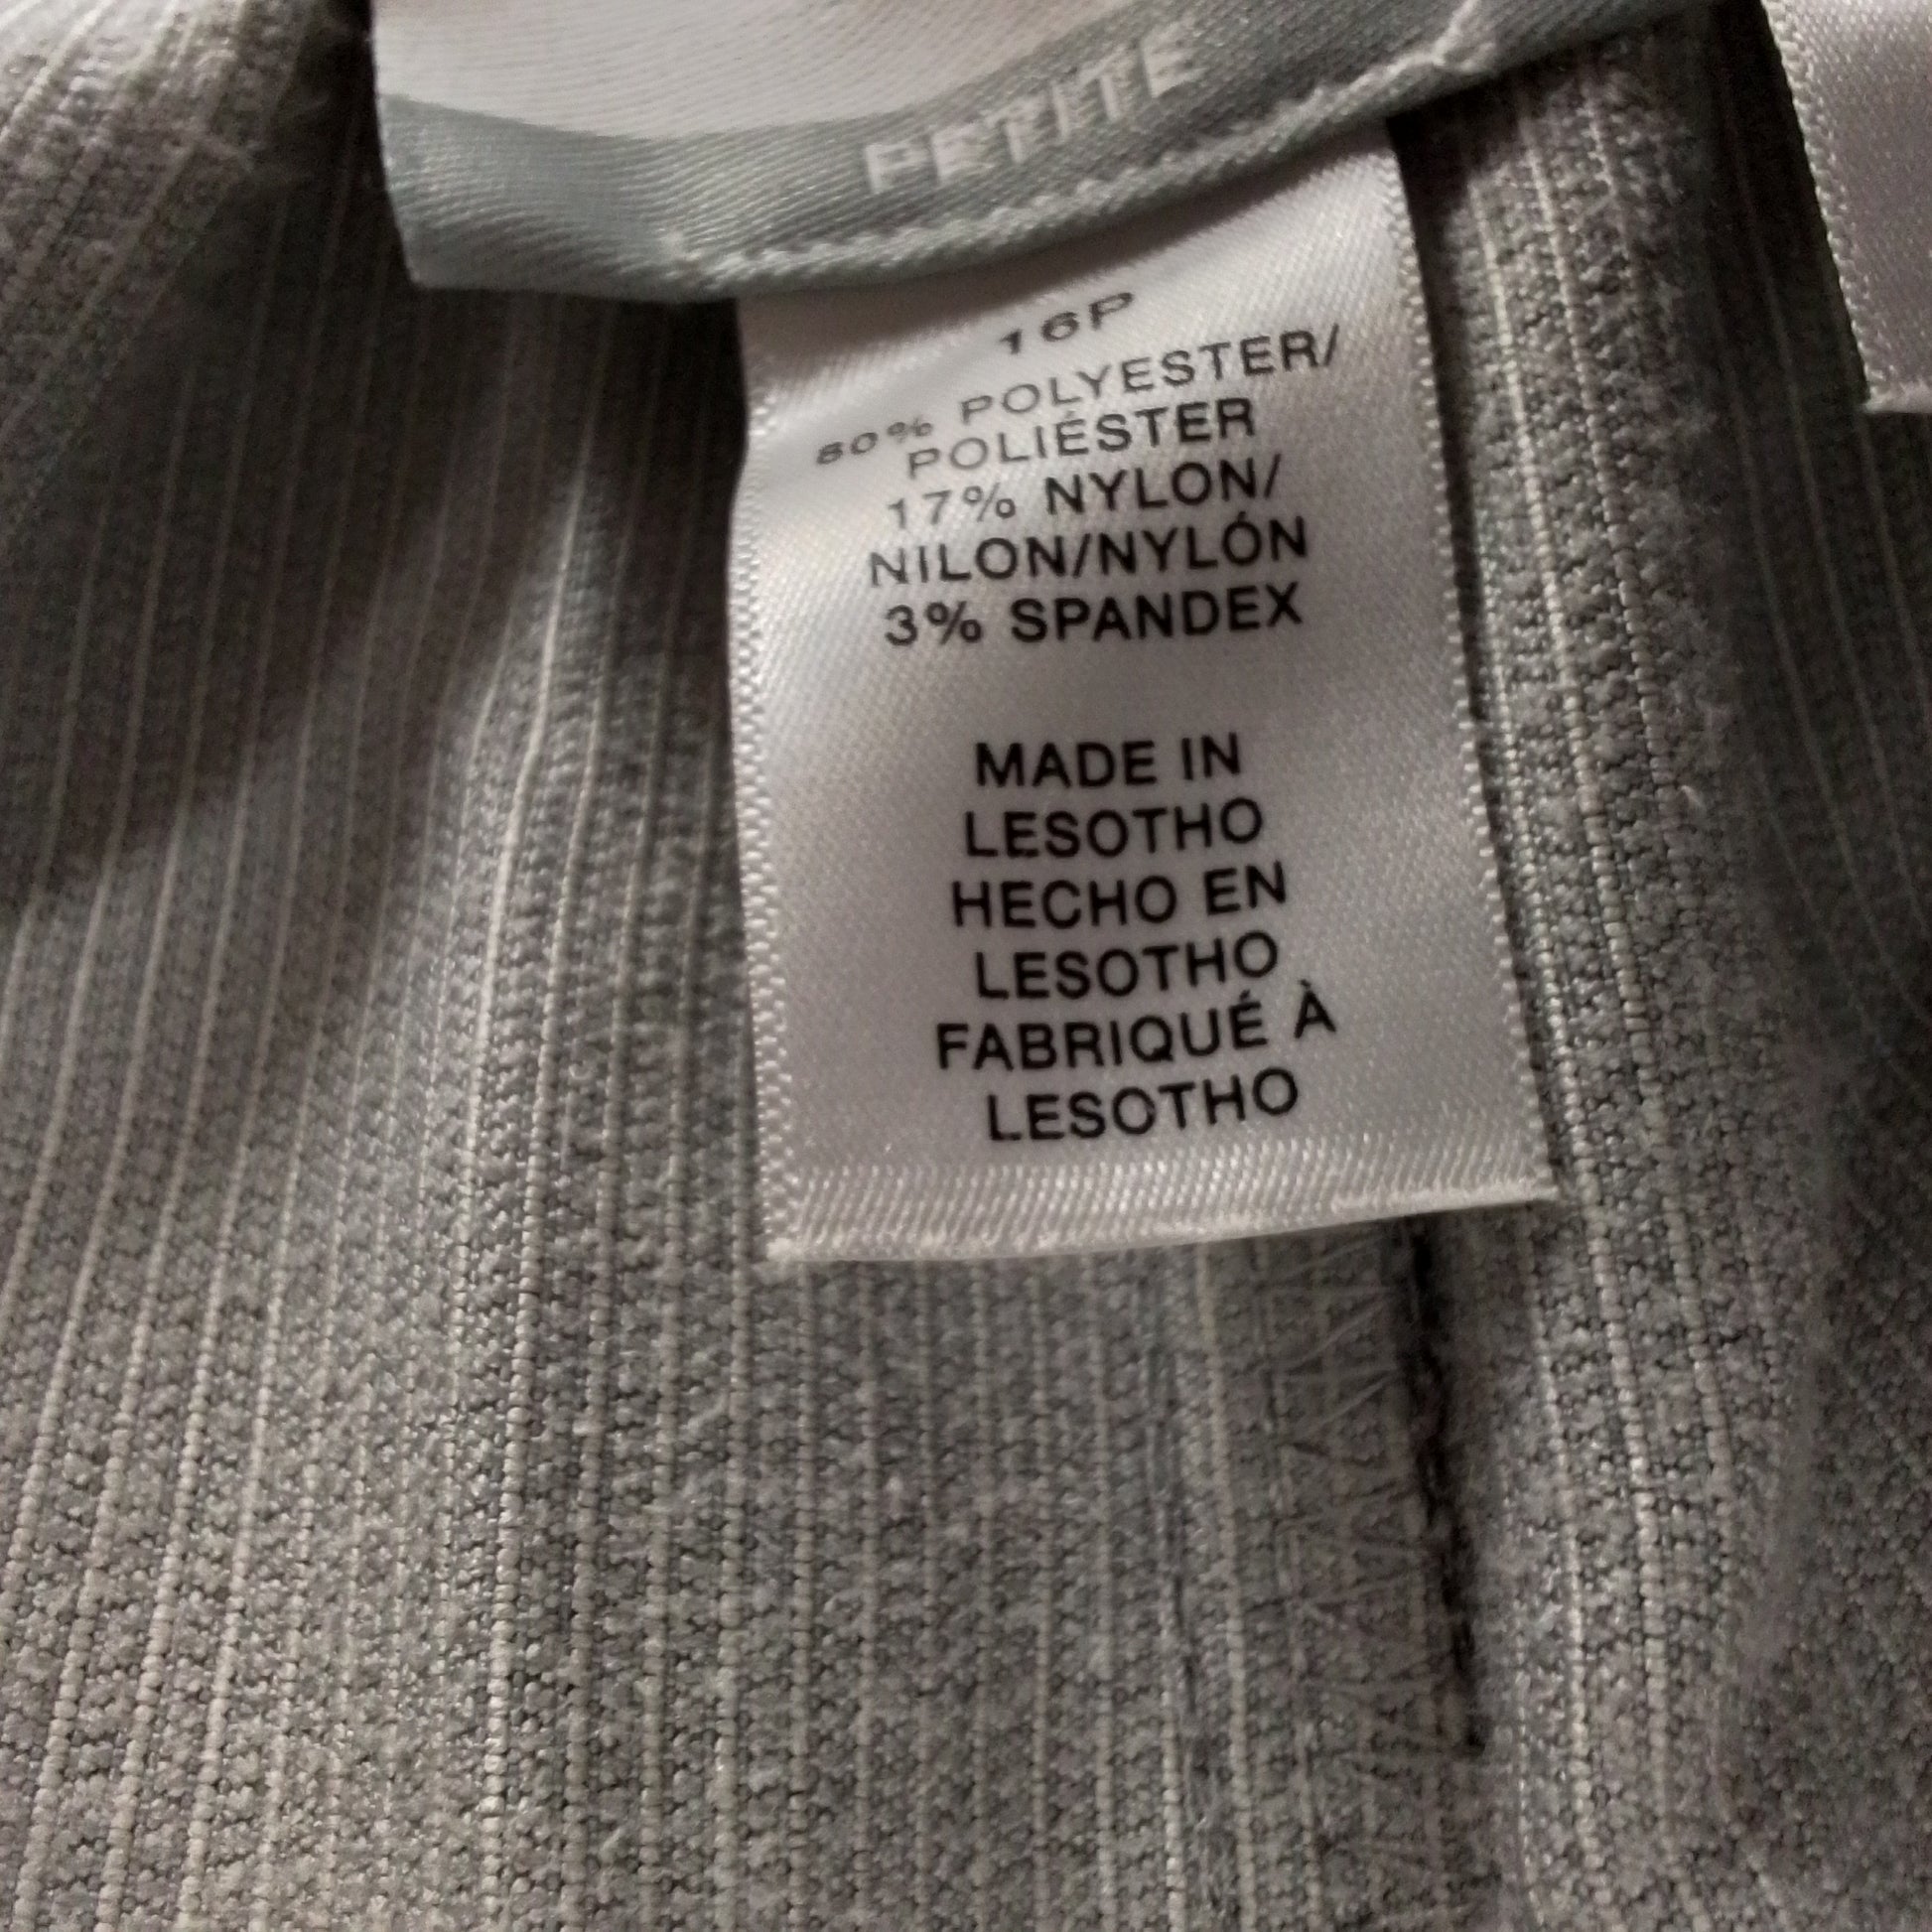 PETITE
16P
80% POLYESTER/
POLIÉSTER
17% NYLON/
NILON/NYLÓN
3% SPANDEX
MADE IN
LESOTHO
HECHO EN
LESOTHO
FABRIQUÉ À
LESOTHO